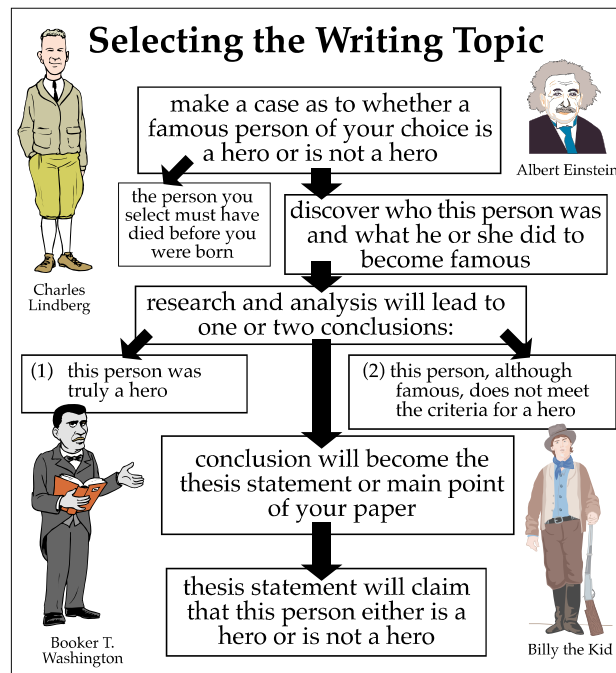 Selecting the Writing Topic
make a case as to whether a
famous person of your choice is
a hero or is not a hero
Albert Einstein
the person you
select must have
died before you
were born
discover who this person was
and what he or she did to
become famous
Charles
Lindberg
research and analysis will lead to
one or two conclusions:
(1) this person was
truly a hero
(2) this person, although
famous, does not meet
the criteria for a hero
conclusion will become the
thesis statement or main point
of your paper
thesis statement will claim
that this person either is a
hero or is not a hero
Booker T.
Washington
Billy the Kid